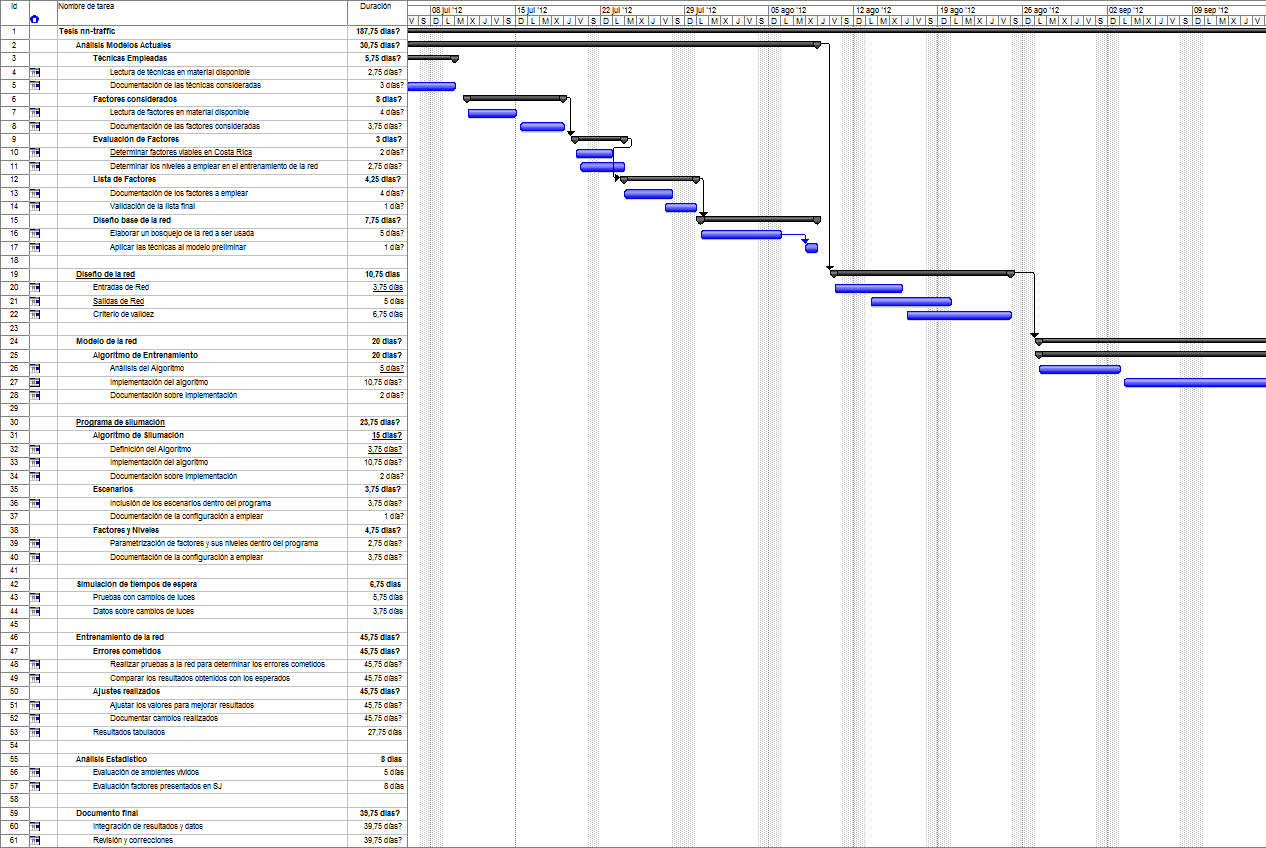 Id Nombre de tarea Duración
08 jul '12 15 jul '12 22 jul '12 29 jul '12 05 ago '12 12 ago '12 19 ago '12 26 ago '12 02 sep '12 09 sep '12
V S D L M X J V S D L M X J V S D L M X J V S D L M X J V S D L M X J V S D L M X J V S D L M X J V S D L M X J V S D L M X J V S D L M X J V
1 Tesis nn-traffic 187,75 días?
2 Análisis Modelos Actuales 30,75 días?
3 Técnicas Empleadas 5,75 días?
4 Lectura de técnicas en material disponible 2,75 días?
5 Documentación de las técnicas consideradas 3 días?
6 Factores considerados 8 días?
7 Lectura de factores en material disponible 4 días?
8 Documentación de las factores consideradas 3,75 días?
9 Evaluación de Factores 3 días?
10 Determinar factores viables en Costa Rica 2 días?
11 Determinar los niveles a emplear en el entrenamiento de la red 2,75 días?
12 Lista de Factores 4,25 días?
13 Documentación de los factores a emplear 4 días?
14 Validación de la lista final 1 día?
15 Diseño base de la red 7,75 días?
16 Elaborar un bosquejo de la red a ser usada 5 días?
17 Aplicar las técnicas al modelo preliminar 1 día?
18
19 Diseño de la red 10,75 días
20 Entradas de Red 3,75 días
21 Salidas de Red 5 días
22 Criterio de validez 6,75 días
23
24 Modelo de la red 20 días?
25 Algoritmo de Entrenamiento 20 días?
26 Análisis del Algoritmo 5 días?
27 Implementación del algoritmo 10,75 días?
28 Documentación sobre implementación 2 días?
29
30 Programa de silumación 23,75 días?
31 Algoritmo de Silumación 15 días?
32 Definición del Algoritmo 3,75 días?
33 Implementación del algoritmo 10,75 días?
34 Documentación sobre implementación 2 días?
35 Escenarios 3,75 días?
36 Inclusión de los escenarios dentro del programa 3,75 días?
37 Documentación de la configuración a emplear 1 día?
38 Factores y Niveles 4,75 días?
39 Parametrización de factores y sus niveles dentro del programa 2,75 días?
40 Documentación de la configuración a emplear 3,75 días?
41
42 Simulación de tiempos de espera 6,75 días
43 Pruebas con cambios de luces 5,75 días
44 Datos sobre cambios de luces 3,75 días
45
46 Entrenamiento de la red 45,75 días?
47 Errores cometidos 45,75 días?
48 Realizar pruebas a la red para determinar los errores cometidos 45,75 días?
49 Comparar los resultados obtenidos con los esperados 45,75 días?
50 Ajustes realizados 45,75 días?
51 Ajustar los valores para mejorar resultados 45,75 días?
52 Documentar cambios realizados 45,75 días?
53 Resultados tabulados 27,75 días
54
55 Análisis Estadístico 8 días
56 Evaluación de ambientes vividos 5 días
57 Evaluación factores presentados en SJ 8 días
58
59 Documento final 39,75 días?
60 Integración de resultados y datos 39,75 días?
61 Revisión y correcciones 39,75 días?